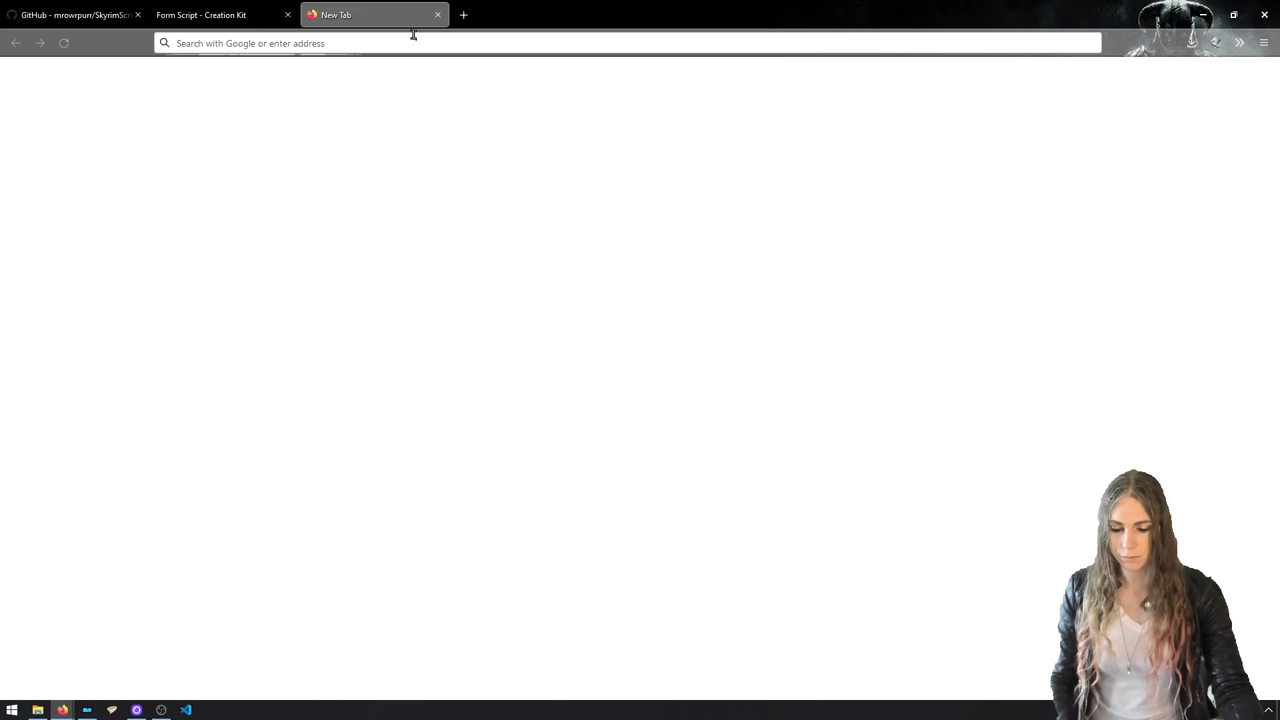 GitHub - mrowrpurr/SkyrimScr
Form Script - Creation Kit
New Tab
Search with Google or enter address